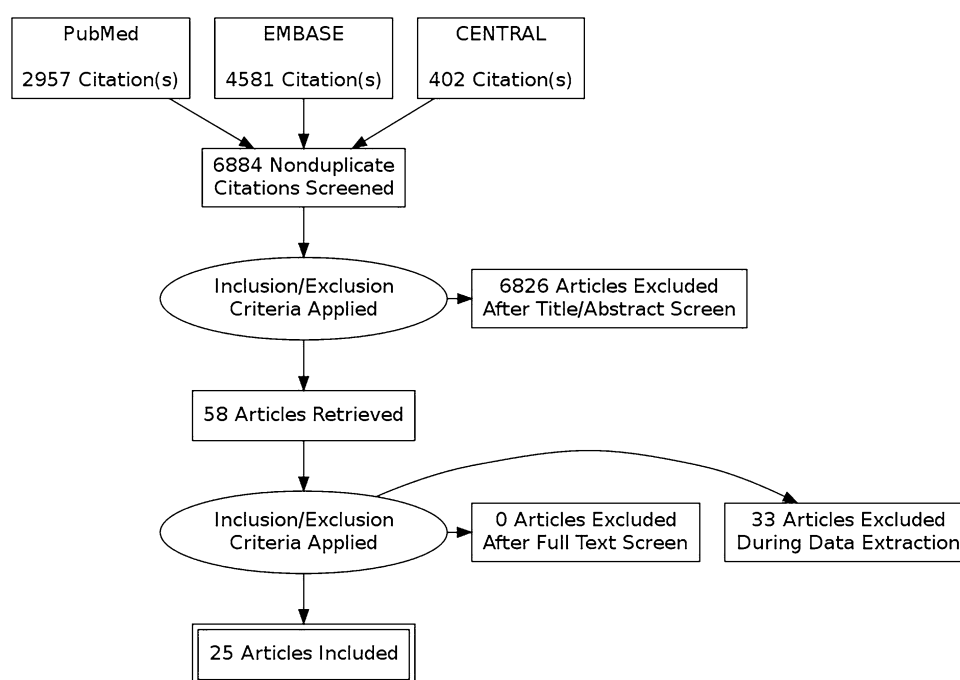 PubMed
2957 Citation(s)
EMBASE
4581 Citation(s)
CENTRAL
402 Citation(s)
6884 Nonduplicate
Citations Screened
Inclusion/Exclusion
Criteria Applied
6826 Articles Excluded
After Title/Abstract Screen
58 Articles Retrieved
Inclusion/Exclusion
Criteria Applied
0 Articles Excluded
After Full Text Screen
33 Articles Excluded
During Data Extraction
25 Articles Included